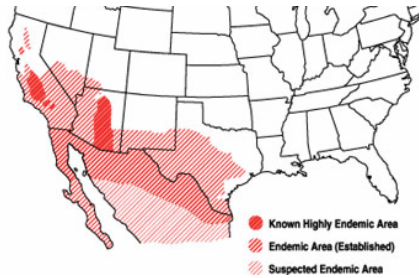 Known Highly Endemic Area
Endemic Area (Established)
Suspected Endemic Area